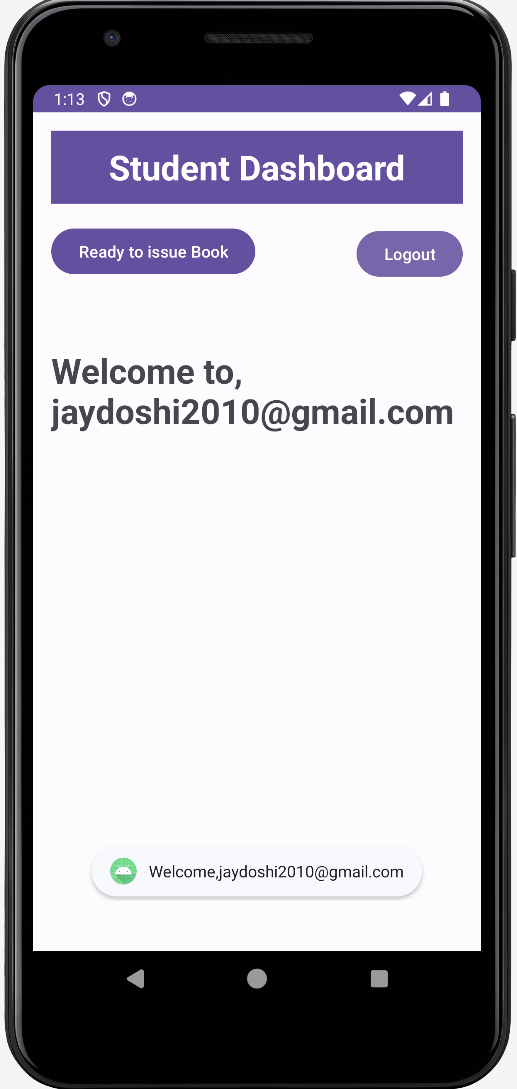 1:13
Student Dashboard
Ready to issue Book
Logout
Welcome to,
jaydoshi2010@gmail.com
Welcome,jaydoshi2010@gmail.com